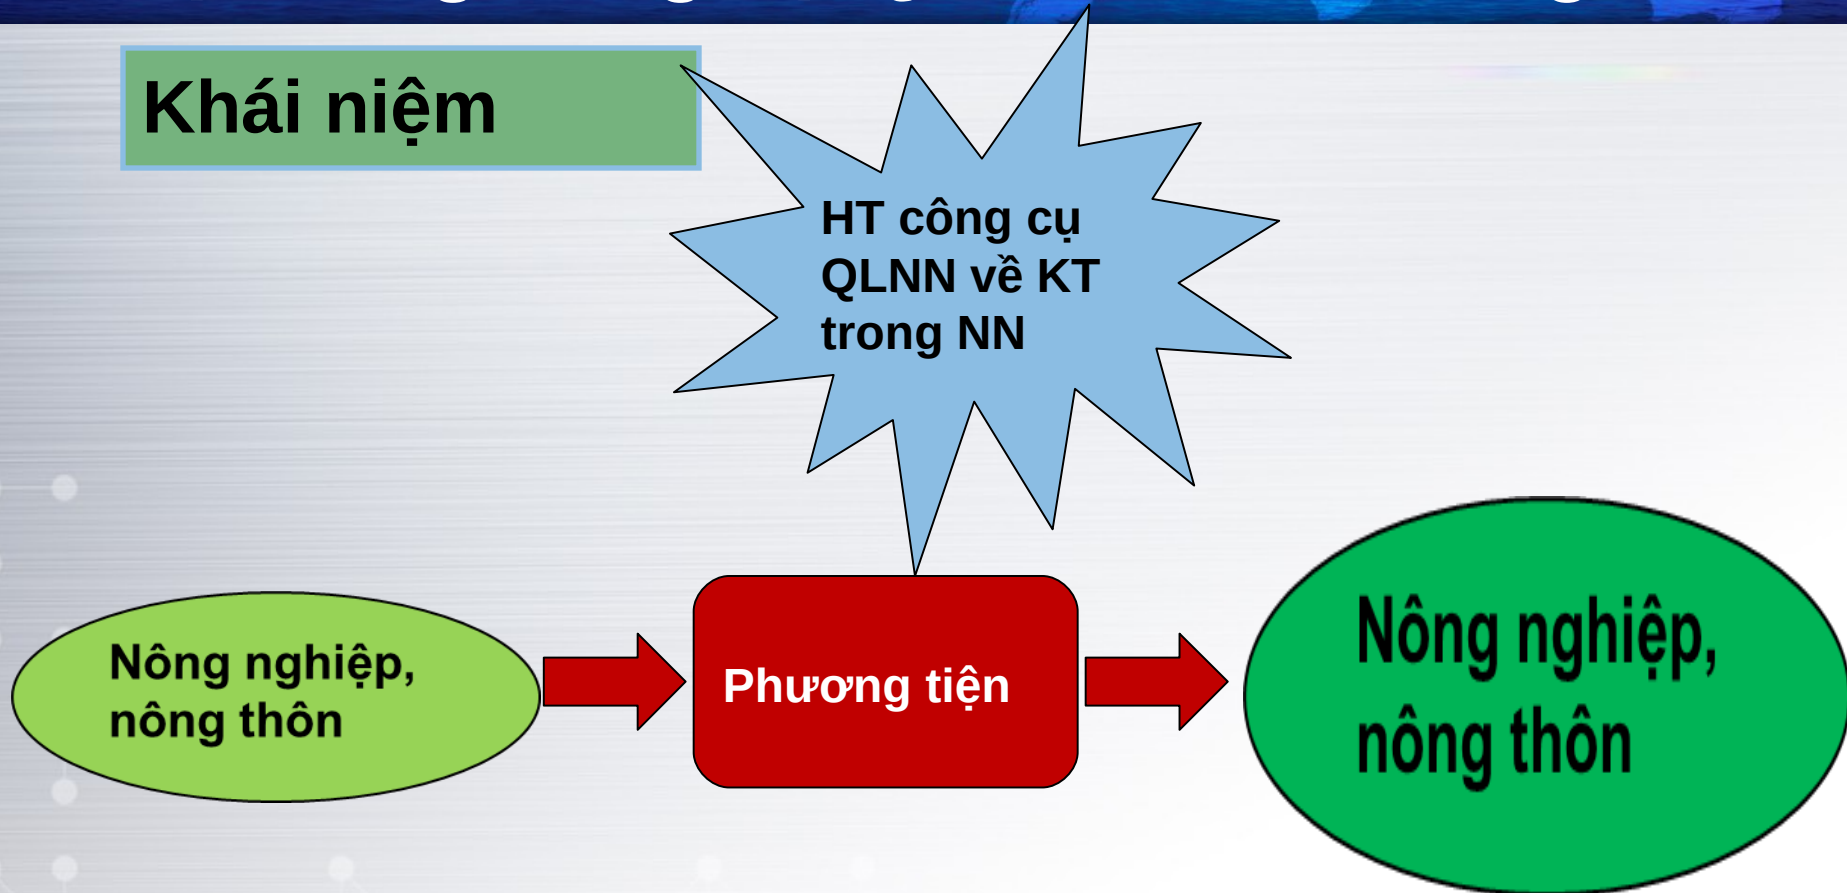 Khái niệm
HT công cụ
QLNN về KT
trong NN
Nông nghiệp,
nông thôn
Phương tiện
Nông nghiệp,
nông thôn